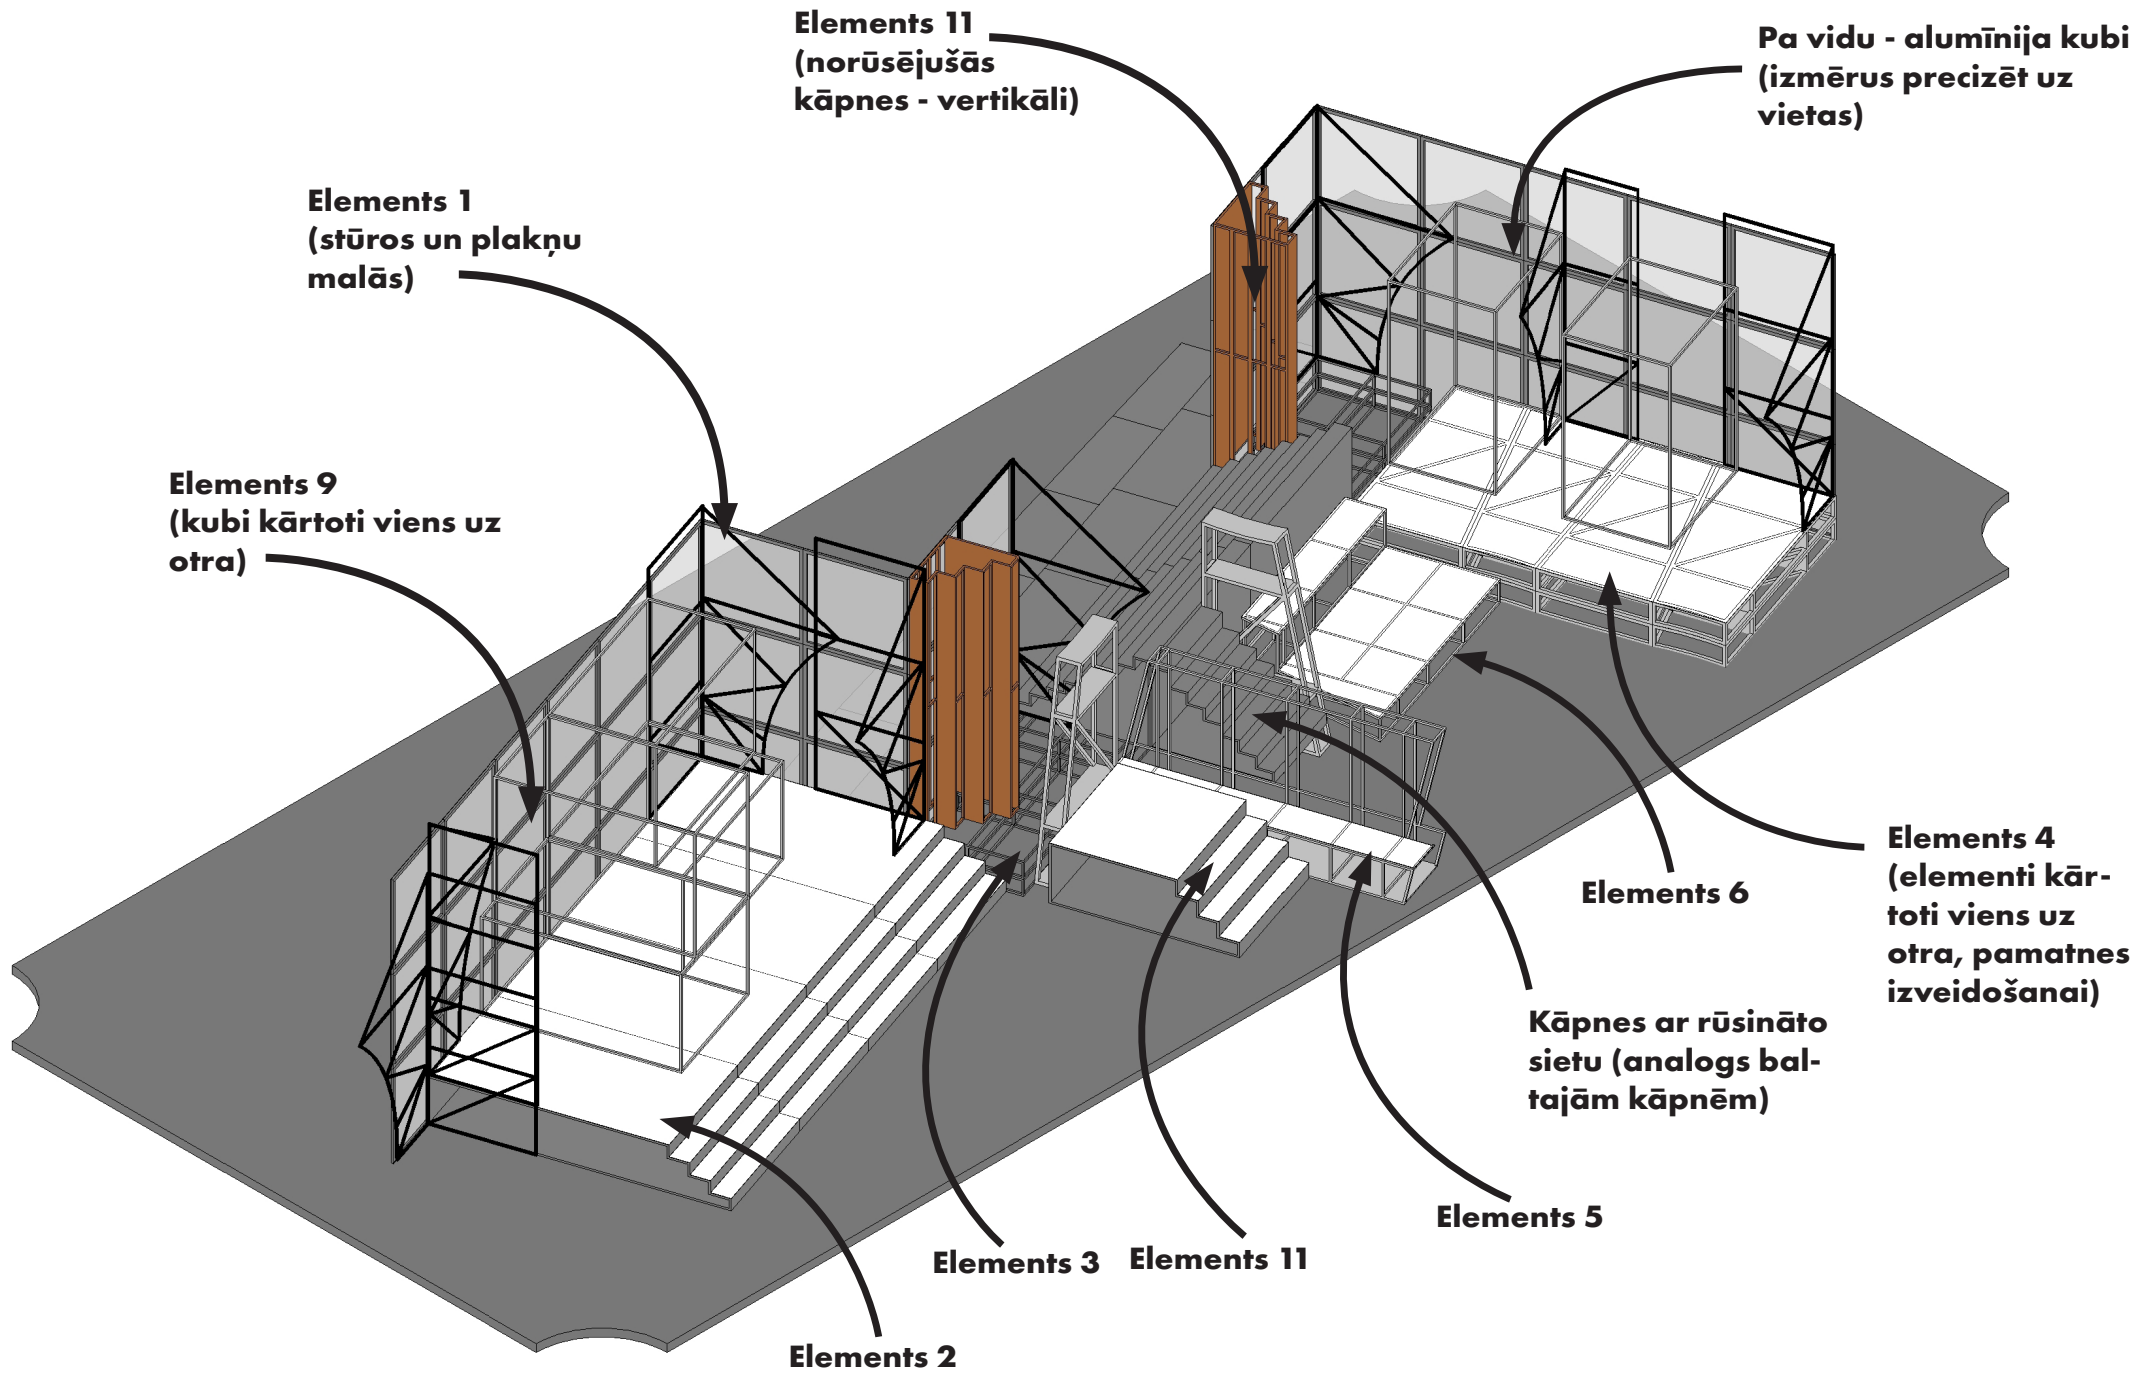 Elements 11
(norūsējušās
kāpnes - vertikāli)
Pa vidu - alumīnija kubi
(izmērus precizēt uz
vietas)
Elements 1
(stūros un plakņu
malās)
Elements 9
(kubi kārtoti viens uz
otra)
Elements 4
(elementi kār-
toti viens uz
otra, pamatnes
izveidošanai)
Elements 6
Kāpnes ar rūsināto
sietu (analogs bal-
tajām kāpnēm)
Elements 5
Elements 3
Elements 11
Elements 2